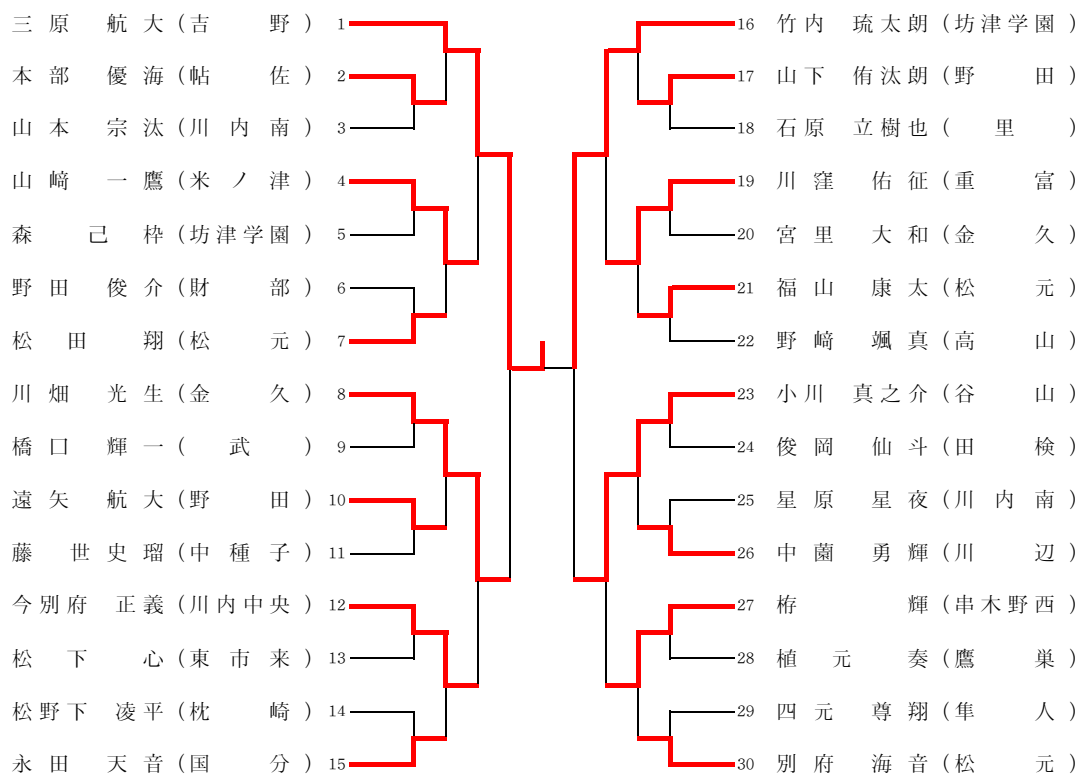 三原 航大(吉野) 1
本部 優海(帖佐) 2
山本 宗汰(川内南) 3
山﨑 一鷹(米ノ津) 4
森 己枠(坊津学園) 5
野田 俊介(財部) 6
松田 翔(松元) 7
川畑 光生(金久) 8
橋口 輝一(武) 9
遠矢 航大(野田) 10
藤 世史瑠(中種子) 11
今別府 正義(川内中央) 12
松下 心(東市来) 13
松野下 凌平(枕崎) 14
永田 天音(国分) 15
16 竹内 琉太朗(坊津学園)
17 山下 侑汰朗(野田)
18 石原 立樹也(里)
19 川窪 佑征(重富)
20 宮里 大和(金久)
21 福山 康太(松元)
22 野﨑 颯真(高山)
23 小川 真之介(谷山)
24 俊岡 仙斗(田検)
25 星原 星夜(川内南)
26 中薗 勇輝(川辺)
27 栫 輝(串木野西)
28 植元 奏(鷹巣)
29 四元 尊翔(隼人)
30 別府 海音(松元)